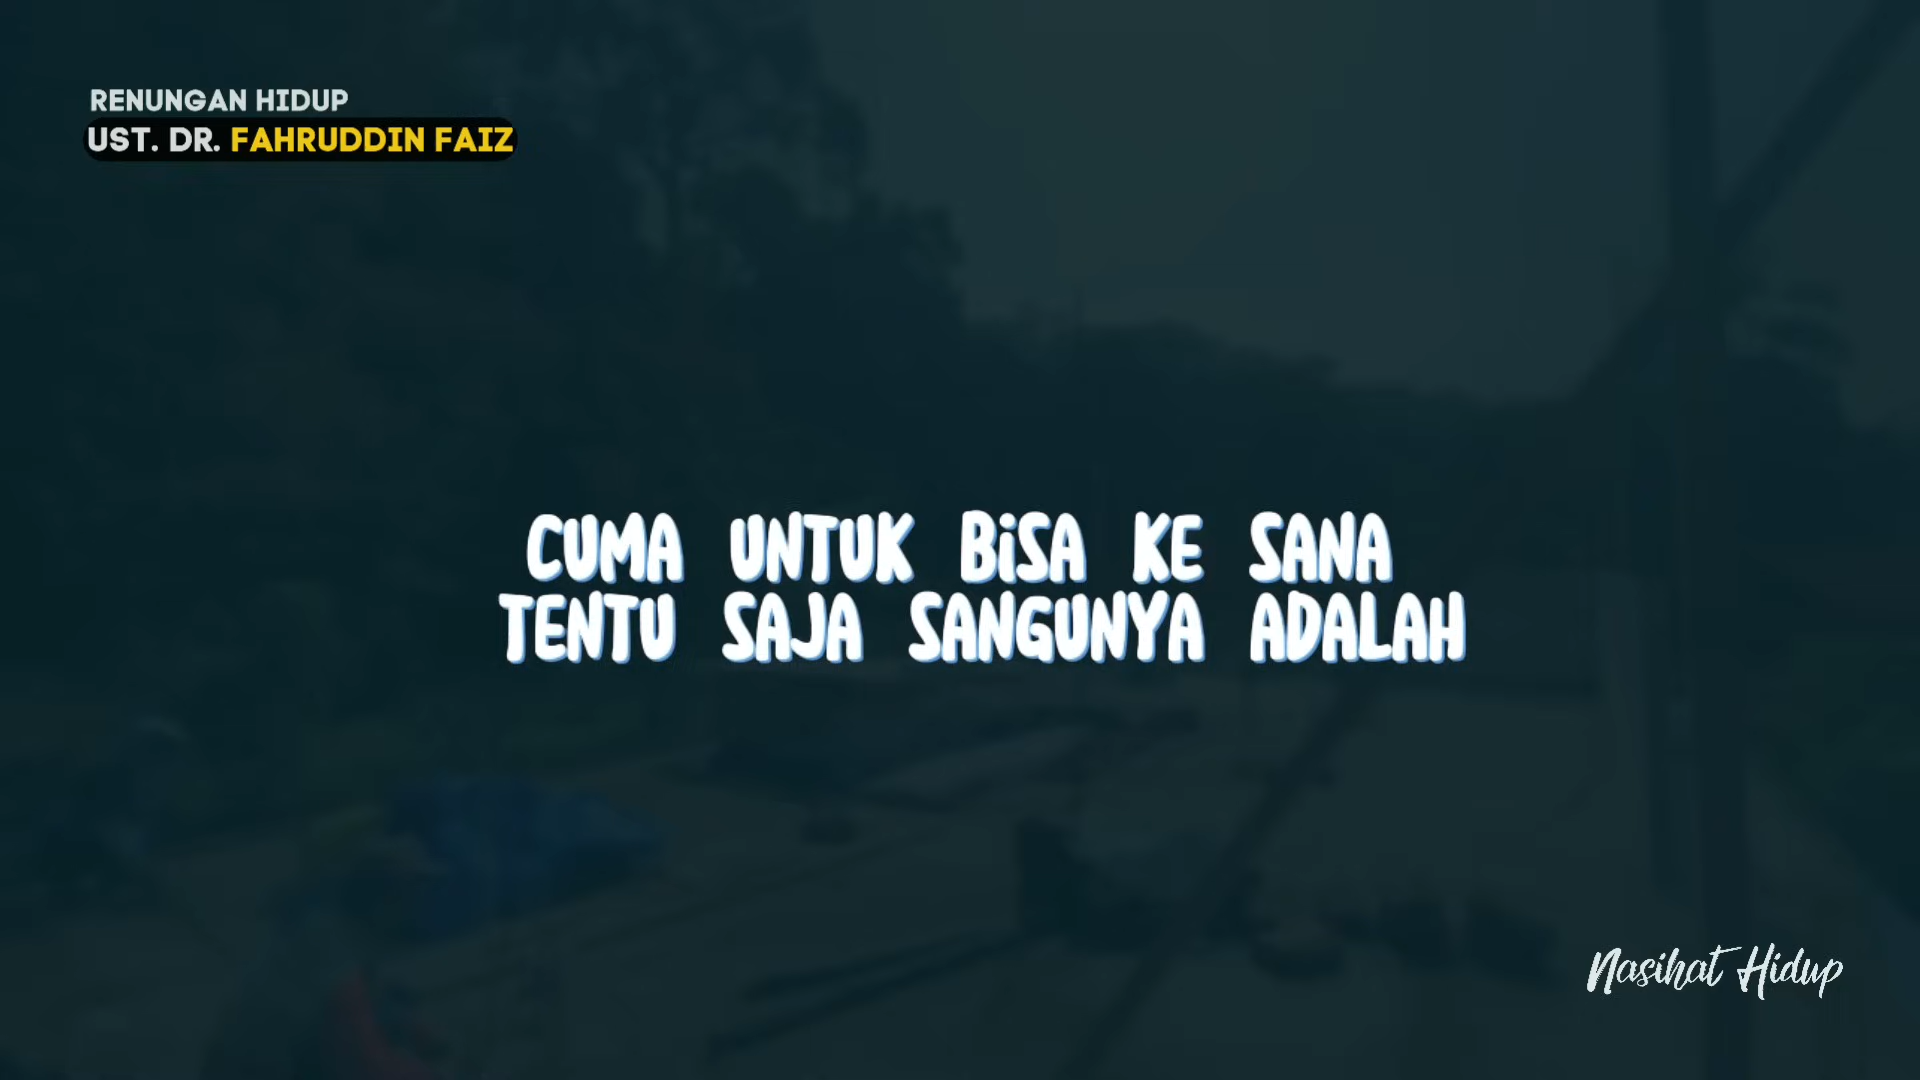 RENUNGAN HIDUP
UST. DR. FAHRUDDIN FAIZ
CUMA UNTUK BiSA KE SANA
TENTU SAJA SANGUNYA ADALAH
Nasihat Hidup